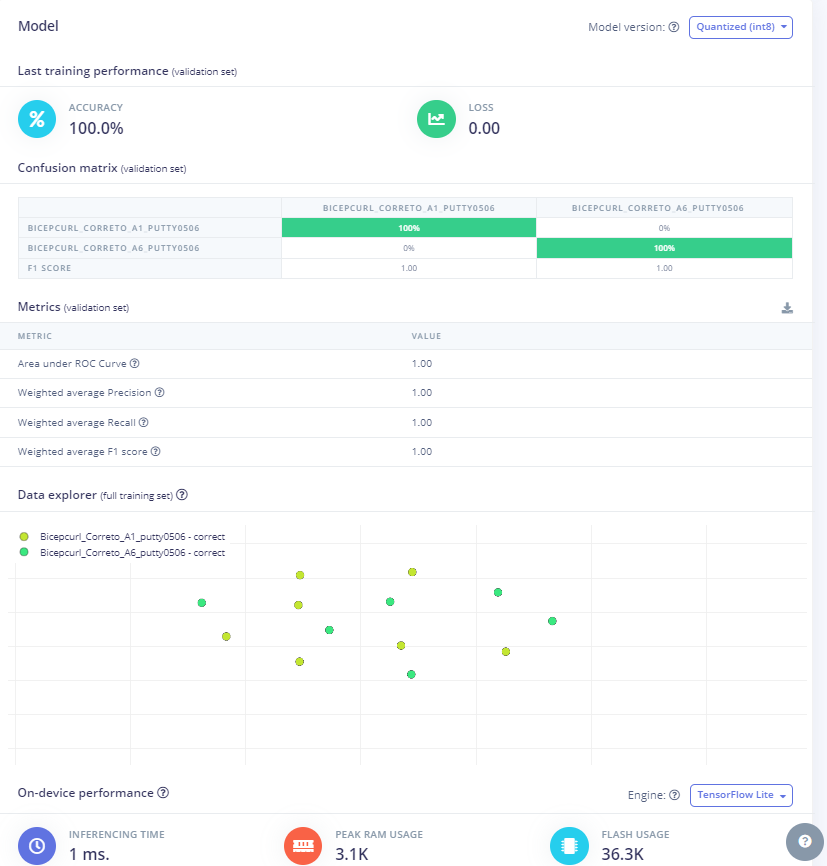 Model
Model version: Quantized (int8)
Last training performance (validation set)
ACCURACY
100.0%
LOSS
0.00
Confusion matrix (validation set)
BICEPCURL_CORRETO_A1_PUTTY0506 BICEPCURL_CORRETO_A6_PUTTY0506
BICEPCURL_CORRETO_A1_PUTTY0506 100% 0%
BICEPCURL_CORRETO_A6_PUTTY0506 0% 100%
F1 SCORE 1.00 1.00
Metrics (validation set)
METRIC VALUE
Area under ROC Curve 1.00
Weighted average Precision 1.00
Weighted average Recall 1.00
Weighted average F1 score 1.00
Data explorer (full training set)
Bicepcurl_Correto_A1_putty0506 - correct
Bicepcurl_Correto_A6_putty0506 - correct
On-device performance
Engine: TensorFlow Lite
INFERENCING TIME
1 ms.
PEAK RAM USAGE
3.1K
FLASH USAGE
36.3K